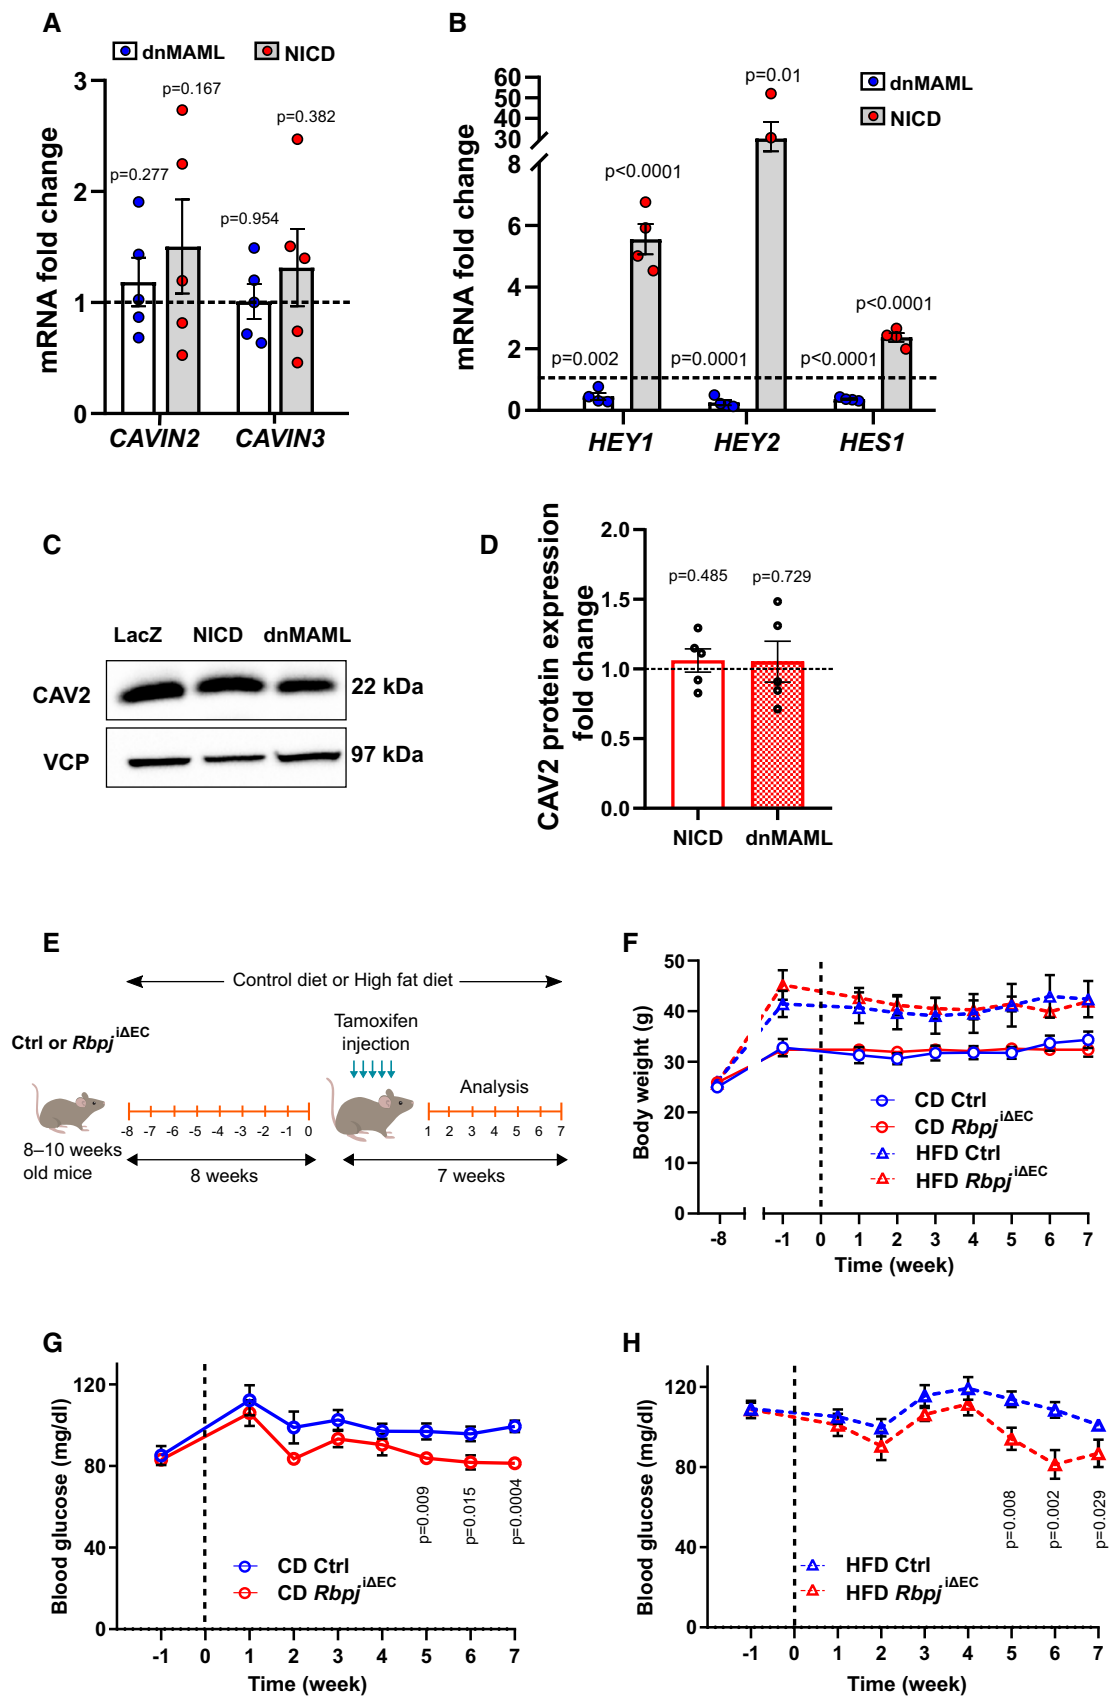 A
dnMAML
NICD
mRNA fold change
3
2
1
0
p=0.277
p=0.167
p=0.954
p=0.382
CAVIN2
CAVIN3
B
dnMAML
NICD
mRNA fold change
60
50
40
30
8
6
4
2
0
p=0.002
p<0.0001
p=0.0001
p=0.01
p<0.0001
p<0.0001
HEY1
HEY2
HES1
C
LacZ NICD dnMAML
CAV2
22 kDa
VCP
97 kDa
D
CAV2 protein expression
fold change
2.0
1.5
1.0
0.5
0.0
p=0.485
p=0.729
NICD
dnMAML
E
Control diet or High fat diet
Ctrl or Rbpj iΔEC
Tamoxifen
injection
Analysis
-8 -7 -6 -5 -4 -3 -2 -1 0
1 2 3 4 5 6 7
8–10 weeks
old mice
8 weeks
7 weeks
F
Body weight (g)
50
40
30
20
10
0
CD Ctrl
CD Rbpj iΔEC
HFD Ctrl
HFD Rbpj iΔEC
-8 -1 0 1 2 3 4 5 6 7
Time (week)
G
Blood glucose (mg/dl)
120
80
40
0
p=0.009
p=0.015
p=0.0004
CD Ctrl
CD Rbpj iΔEC
-1 0 1 2 3 4 5 6 7
Time (week)
H
Blood glucose (mg/dl)
120
80
40
0
p=0.008
p=0.002
p=0.029
HFD Ctrl
HFD Rbpj iΔEC
-1 0 1 2 3 4 5 6 7
Time (week)